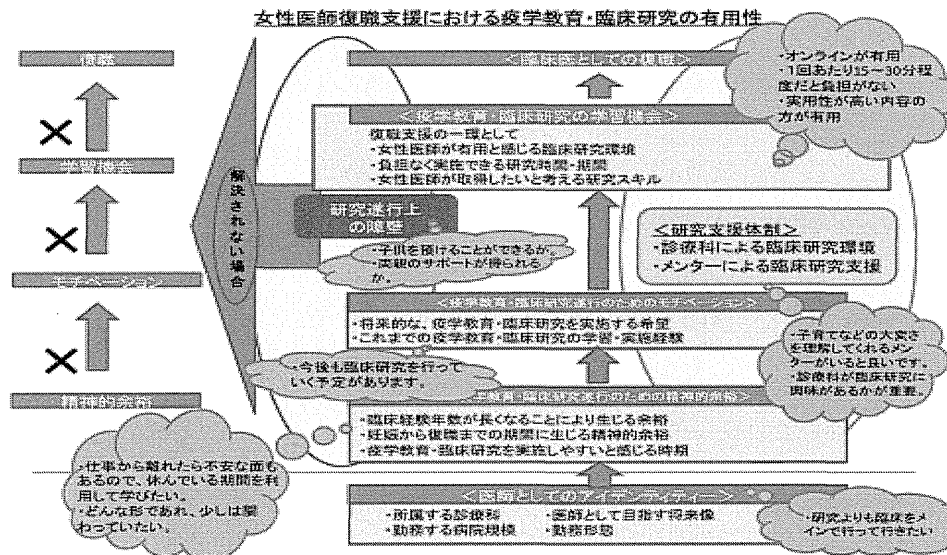 女性医師復職支援における疫学教育・臨床研究の有用性
復職
学習機会
モチベーション
精神的余裕
解決されない場合
<臨床医としての復職>
<疫学教育・臨床研究の学習機会>
復職支援の一環として
・女性医師が有用と感じる臨床研究環境
・負担なく実施できる研究時間・期間
・女性医師が取得したいと考える研究スキル
・オンラインが有用
・1回あたり15～30分程
度だと負担がない
・実用性が高い内容の
方が有用
研究遂行上
の障壁
・子供を預けることができるか。
・両親のサポートが得られる
か。
<研究支援体制>
・診療科による臨床研究環境
・メンターによる臨床研究支援
<疫学教育・臨床研究遂行のためのモチベーション>
・将来的な、疫学教育・臨床研究を実施する希望
・これまでの疫学教育・臨床研究の学習・実施経験
・子育てなどの大変さ
を理解してくれるメン
ターがいると良いです。
・診療科が臨床研究に
興味があるかが重要。
・今後も臨床研究を行って
いく予定があります。
教育・臨床研究遂行のための精神的余裕>
・臨床経験年数が長くなることにより生じる余裕
・妊娠から復職までの期間に生じる精神的余裕
・疫学教育・臨床研究を実施しやすいと感じる時期
・仕事から離れたら不安な面も
あるので、休んでいる期間を利
用して学びたい。
・どんな形であれ、少しは関
わっていたい。
<医師としてのアイデンティティー>
・所属する診療科 ・医師として目指す将来像
・勤務する病院規模 ・勤務形態
・研究よりも臨床をメ
インで行って行きたい